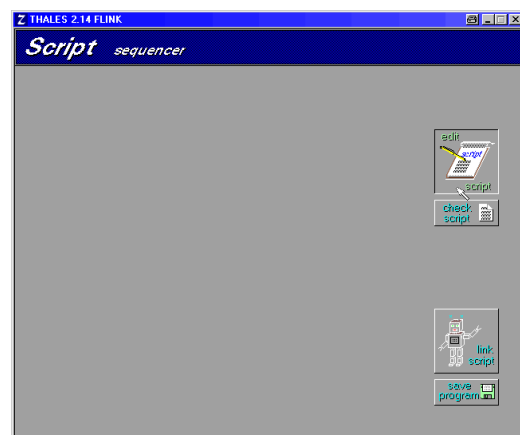 Z THALES 2.14 FLINK
Script sequencer
edit
script
script
check
script
link
script
save
program